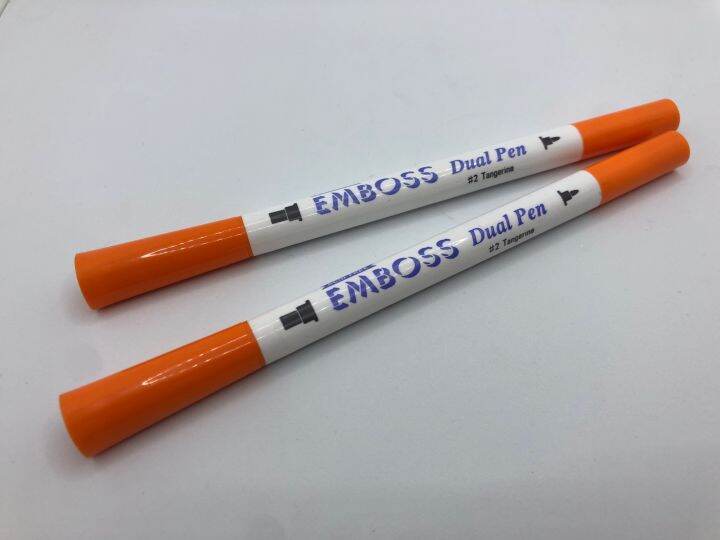 EMBOSS Dual Pen
#2 Tangerine
EMBOSS Dual Pen
#2 Tangerine